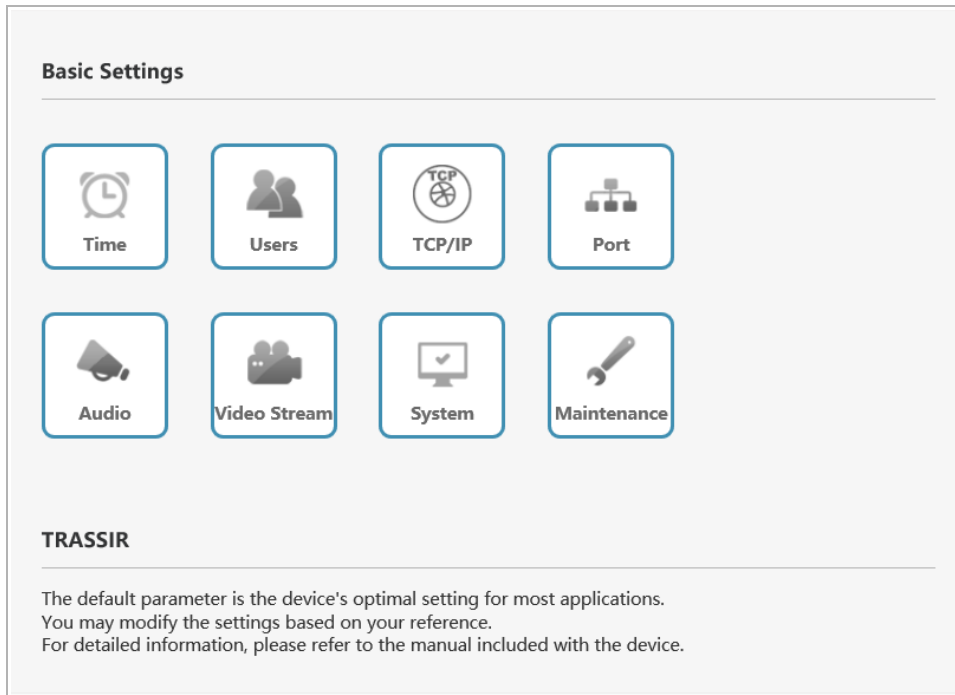 Basic Settings
Time
Users
TCP
TCP/IP
Port
Audio
Video Stream
System
Maintenance
TRASSIR
The default parameter is the device's optimal setting for most applications.
You may modify the settings based on your reference.
For detailed information, please refer to the manual included with the device.